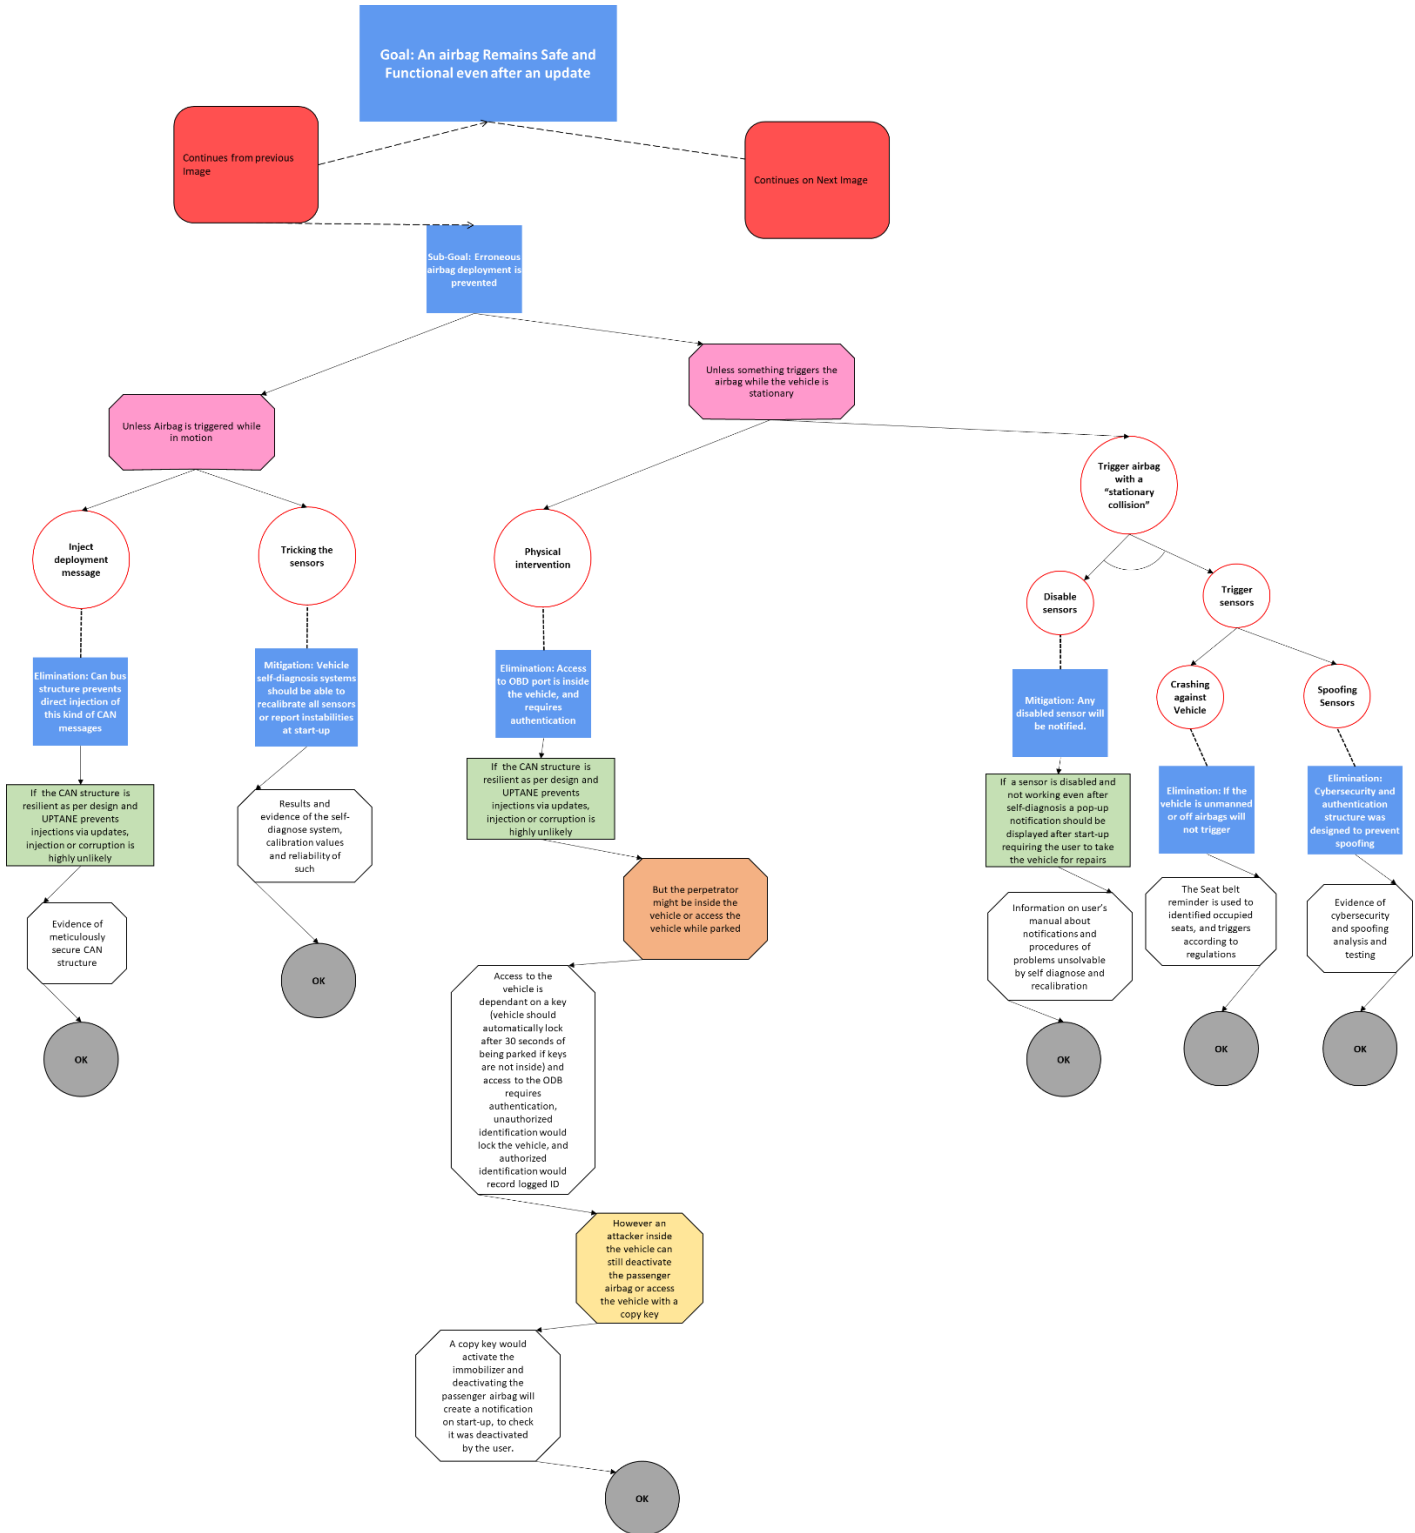 Goal: An airbag Remains Safe and
Functional even after an update
Continues from previous
Image
Continues on Next Image
Sub-Goal: Erroneous
airbag deployment is
prevented
Unless something triggers the
airbag while the vehicle is
stationary
Unless Airbag is triggered while
in motion
Trigger airbag
with a
“stationary
collision”
Inject
deployment
message
Tricking the
sensors
Physical
intervention
Disable
sensors
Trigger
sensors
Crashing
against
Vehicle
Spoofing
Sensors
Elimination: Can bus
structure prevents
direct injection of
this kind of CAN
messages
Mitigation: Vehicle
self-diagnosis systems
should be able to
recalibrate all sensors
or report instabilities
at start-up
Elimination: Access
to OBD port is inside
the vehicle, and
requires
authentication
Mitigation: Any
disabled sensor will
be notified.
Elimination: If the
vehicle is unmanned
or off airbags will
not trigger
Elimination:
Cybersecurity and
authentication
structure was
designed to prevent
spoofing
If the CAN structure is
resilient as per design and
UPTANE prevents
injections via updates,
injection or corruption is
highly unlikely
Results and
evidence of the self-
diagnose system,
calibration values
and reliability of
such
If the CAN structure is
resilient as per design and
UPTANE prevents
injections via updates,
injection or corruption is
highly unlikely
If a sensor is disabled and
not working even after
self-diagnosis a pop-up
notification should be
displayed after start-up
requiring the user to take
the vehicle for repairs
Evidence of
meticulously
secure CAN
structure
But the perpetrator
might be inside the
vehicle or access the
vehicle while parked
Information on user's
manual about
notifications and
procedures of
problems unsolvable
by self diagnose and
recalibration
The Seat belt
reminder is used to
identified occupied
seats, and triggers
according to
regulations
Evidence of
cybersecurity
and spoofing
analysis and
testing
OK
OK
Access to the
vehicle is
dependant on a key
(vehicle should
automatically lock
after 30 seconds of
being parked if keys
are not inside) and
access to the ODB
requires
authentication,
unauthorized
identification would
lock the vehicle, and
authorized
identification would
record logged ID
OK
OK
OK
However an
attacker inside
the vehicle can
still deactivate
the passenger
airbag or access
the vehicle with a
copy key
A copy key would
activate the
immobilizer and
deactivating the
passenger airbag will
create a notification
on start-up, to check
it was deactivated
by the user.
OK